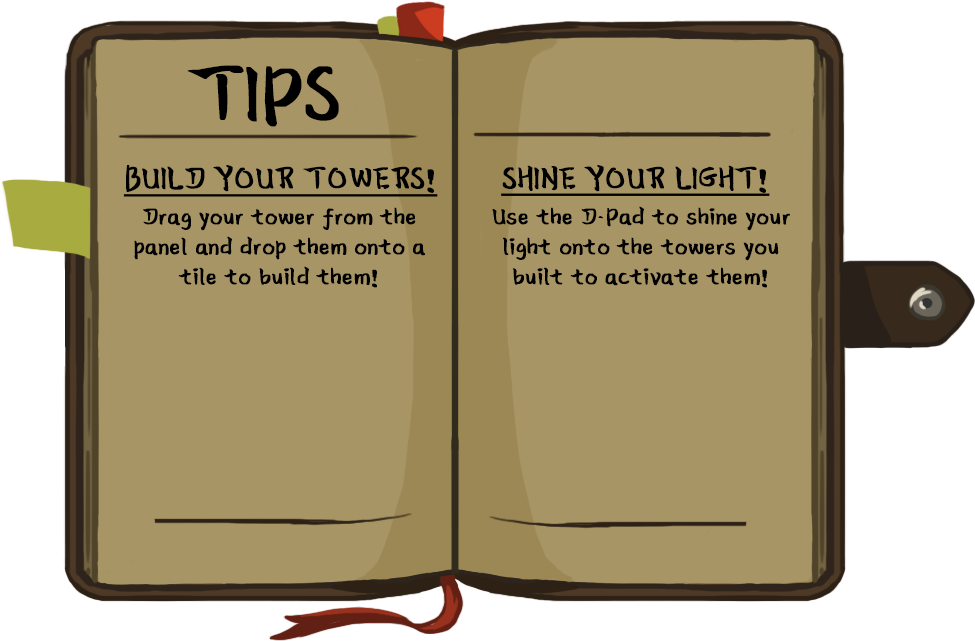 TIPS
BUILD YOUR TOWERS!
Drag your tower from the
panel and drop them onto a
tile to build them!
SHINE YOUR LIGHT!
Use the D-Pad to shine your
light onto the towers you
built to activate them!